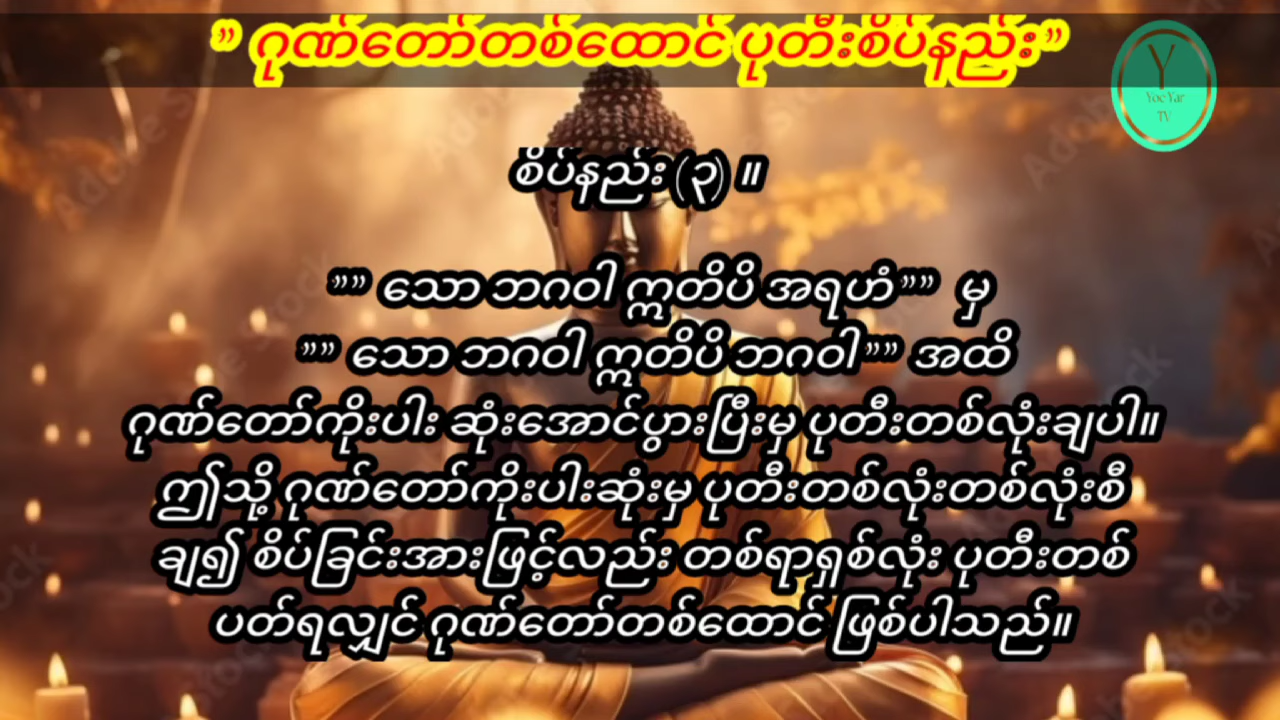 ” ဂုဏ်တော်တစ်ထောင် ပုတီးစိပ်နည်း”
Y
Yoe Yar
TV
စိပ်နည်း (၃) ။
”” သော ဘဂဝါ ဣတိပိ အရဟံ”” မှ
”” သော ဘဂဝါ ဣတိပိ ဘဂဝါ”” အထိ
ဂုဏ်တော်ကိုးပါး ဆုံးအောင်ပွားပြီးမှ ပုတီးတစ်လုံးချပါ။
ဤသို့ ဂုဏ်တော်ကိုးပါးဆုံးမှ ပုတီးတစ်လုံးတစ်လုံးစီ
ချ၍ စိပ်ခြင်းအားဖြင့်လည်း တစ်ရာရှစ်လုံး ပုတီးတစ်
ပတ်ရလျှင် ဂုဏ်တော်တစ်ထောင် ဖြစ်ပါသည်။